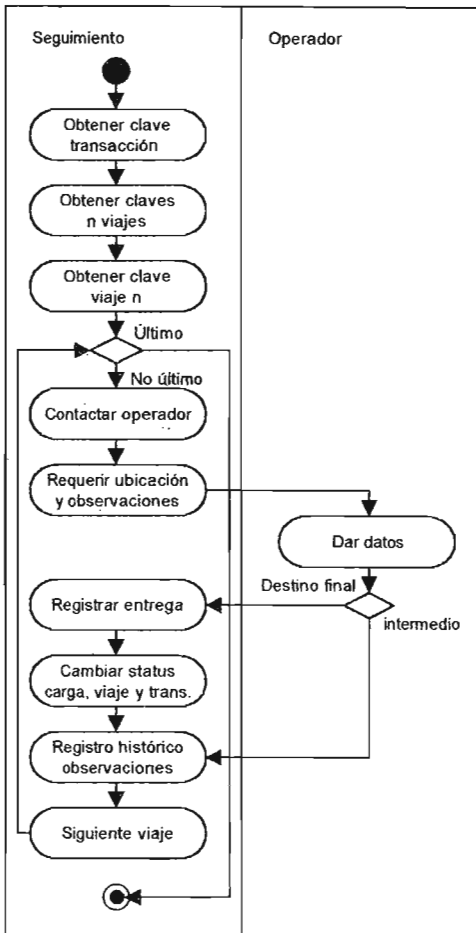 Seguimiento
Operador
Obtener clave
transacción
Obtener claves
n viajes
Obtener clave
viaje n
Último
No último
Contactar operador
Requerir ubicación
y observaciones
Dar datos
Destino final
intermedio
Registrar entrega
Cambiar status
carga, viaje y trans.
Registro histórico
observaciones
Siguiente viaje